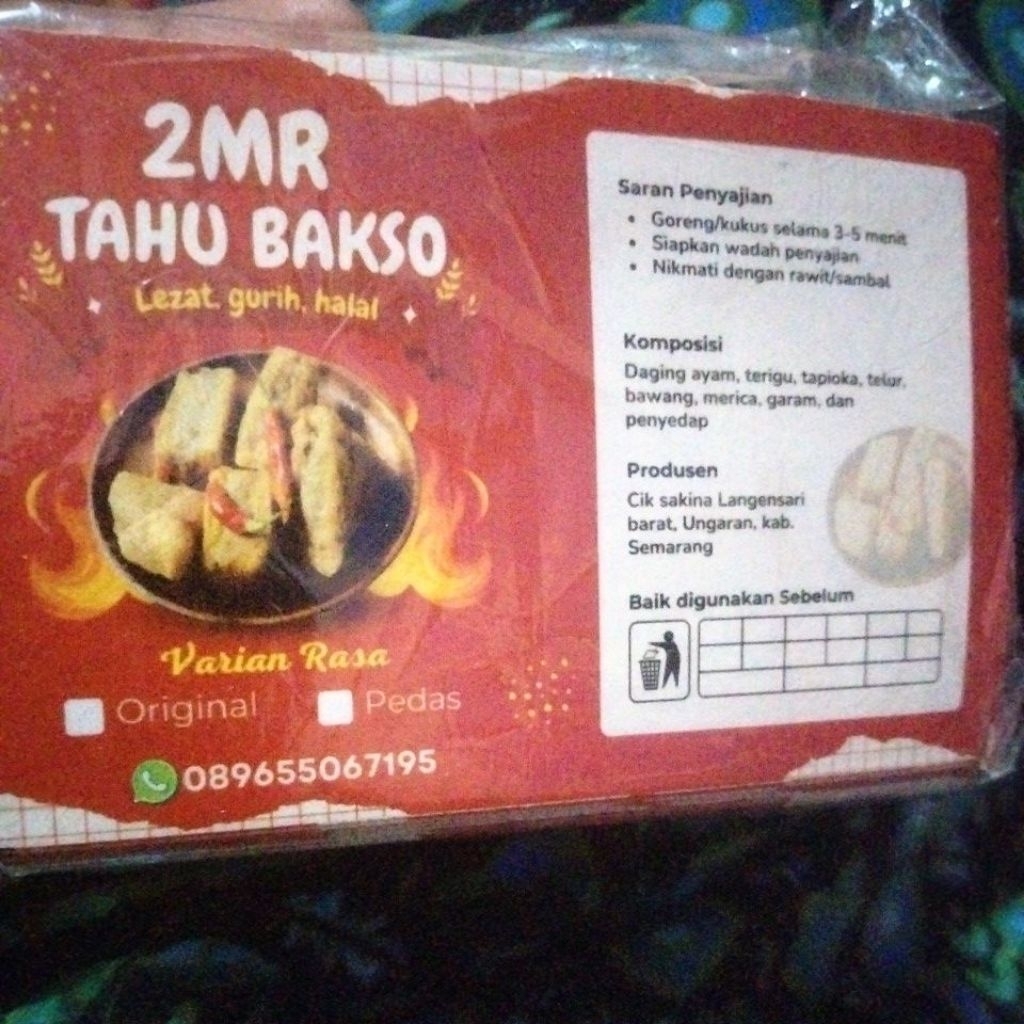 2MR
TAHU BAKSO
Lezat. gurih, halal
Varian Rasa
Original
Pedas
089655067195
Saran Penyajian
• Goreng/kukus selama 3-5 menit
• Siapkan wadah penyajian
• Nikmati dengan rawit/sambal
Komposisi
Daging ayam, terigu, tapioka, telur,
bawang, merica, garam, dan
penyedap
Produsen
Cik sakina Langensari
barat, Ungaran, kab.
Semarang
Baik digunakan Sebelum